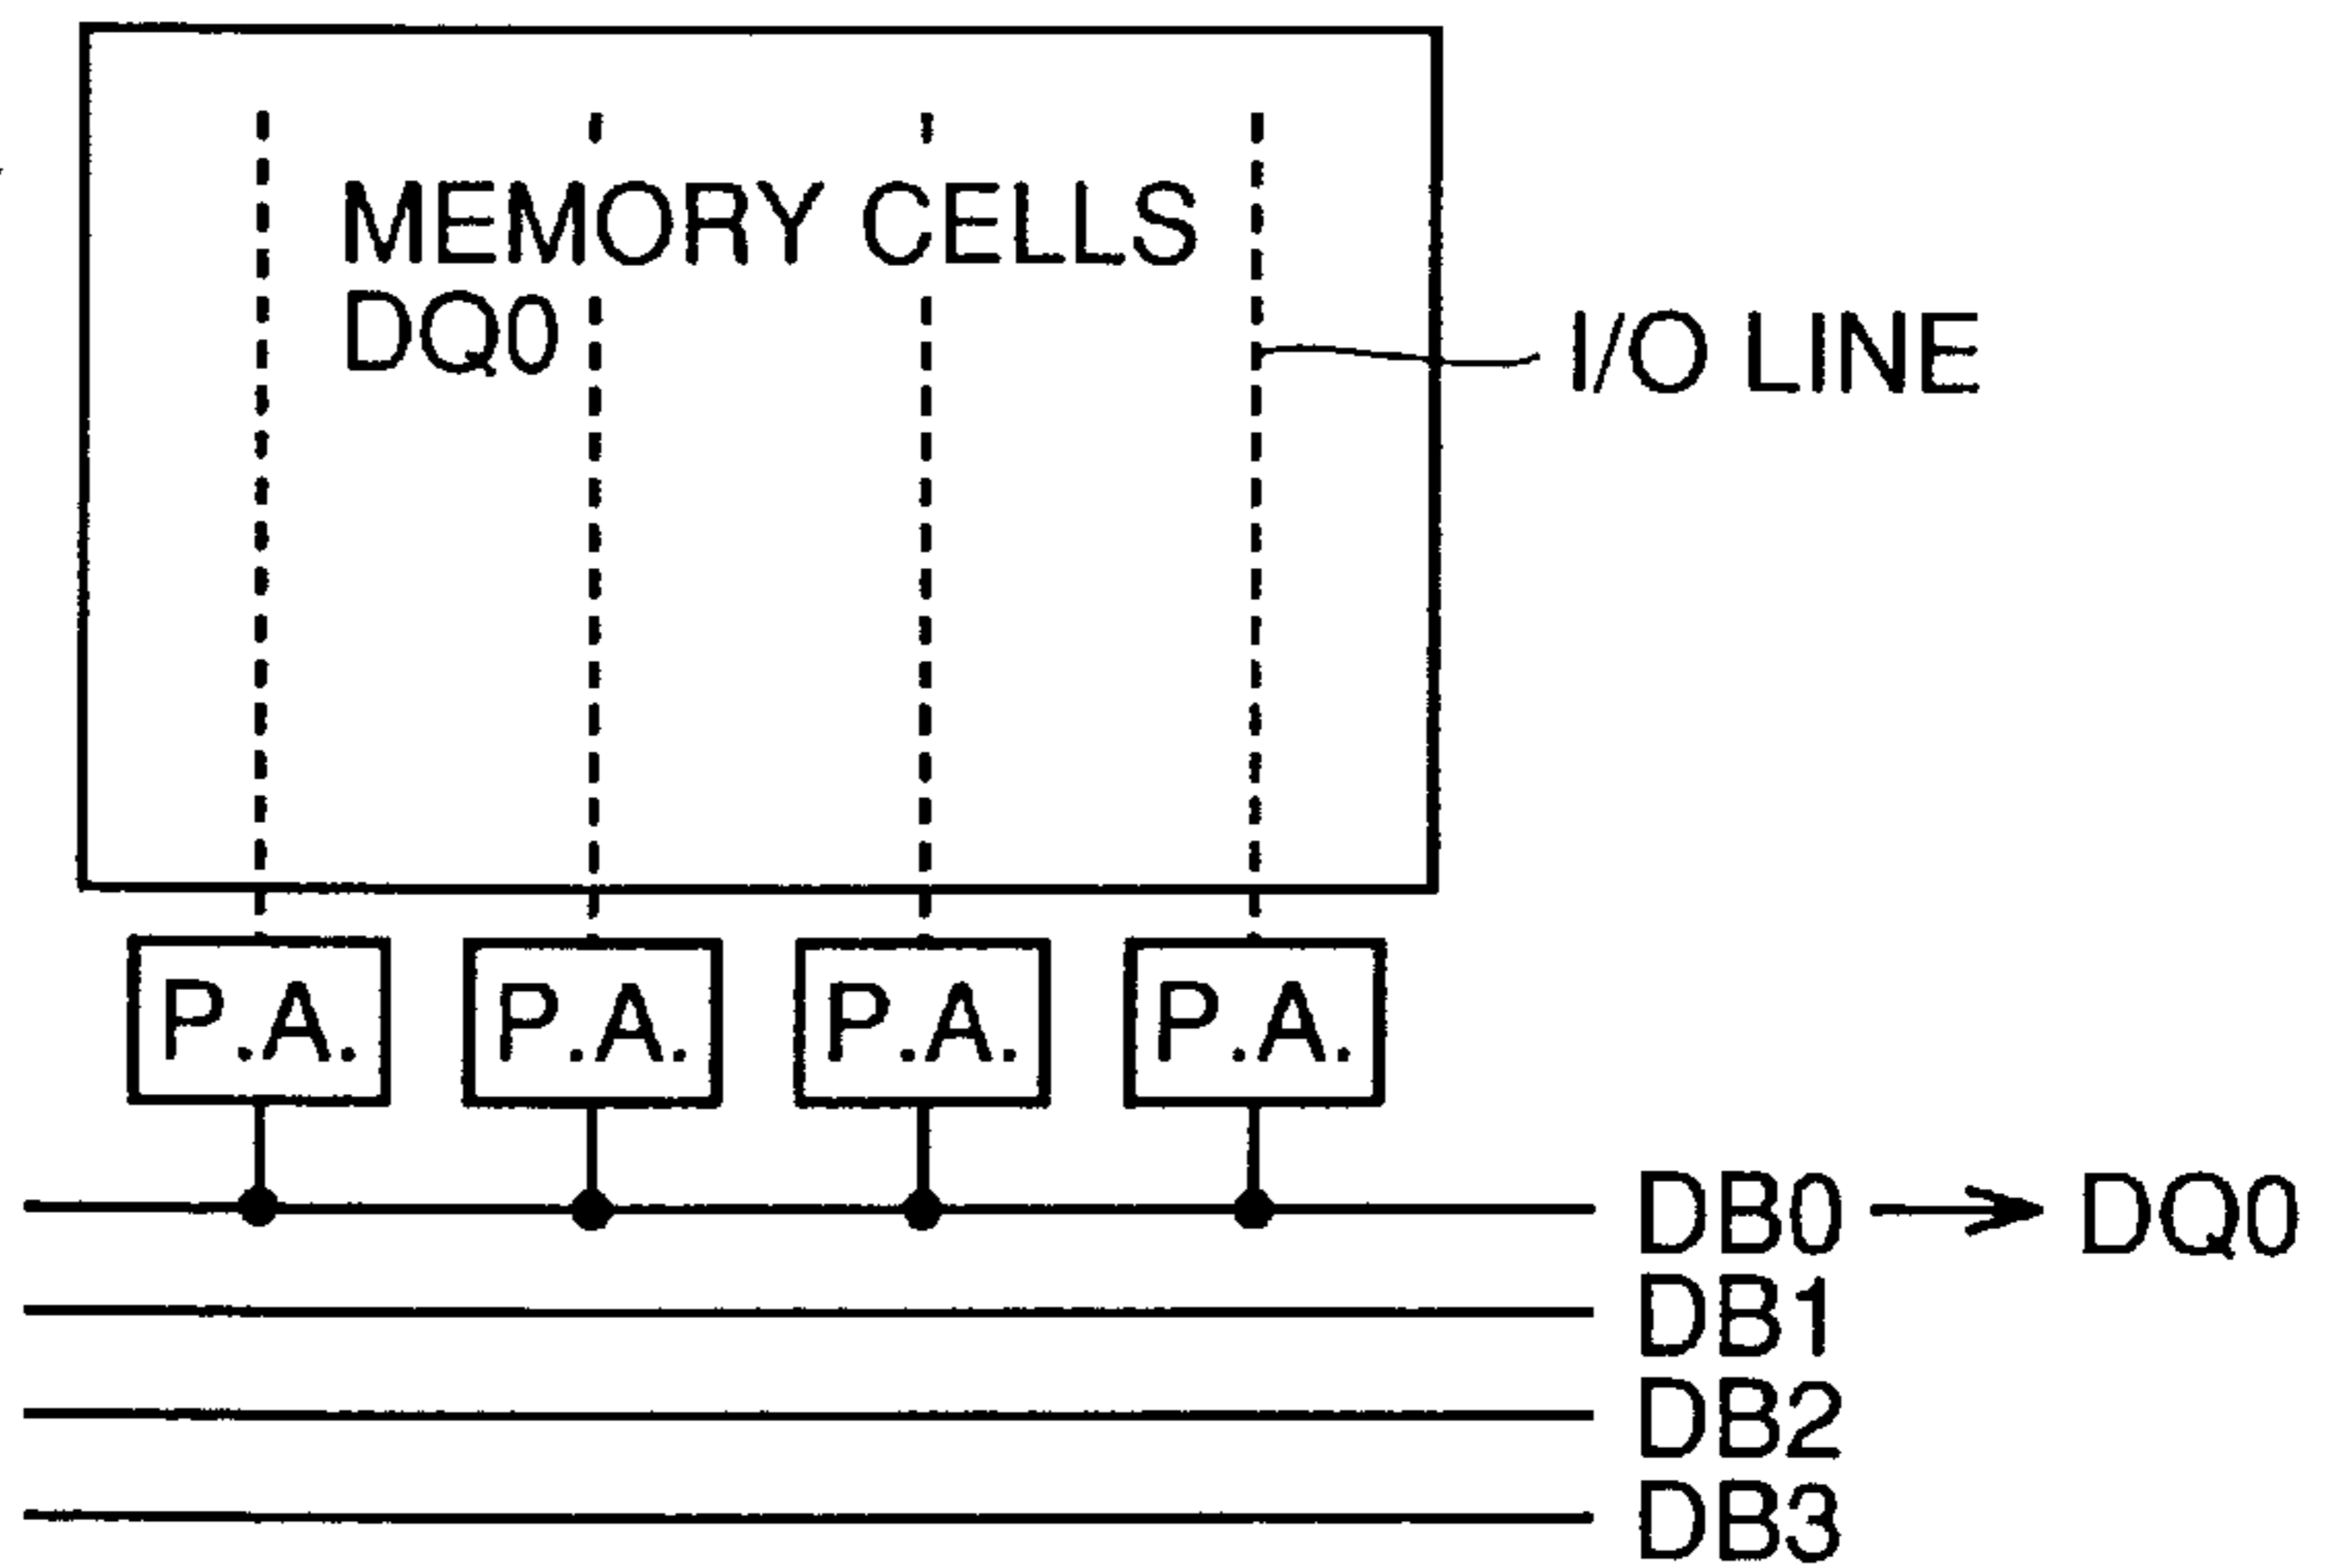 MEMORY CELLS
DQ0
I/O LINE
P.A. P.A. P.A. P.A.
DB0 → DQ0
DB1
DB2
DB3